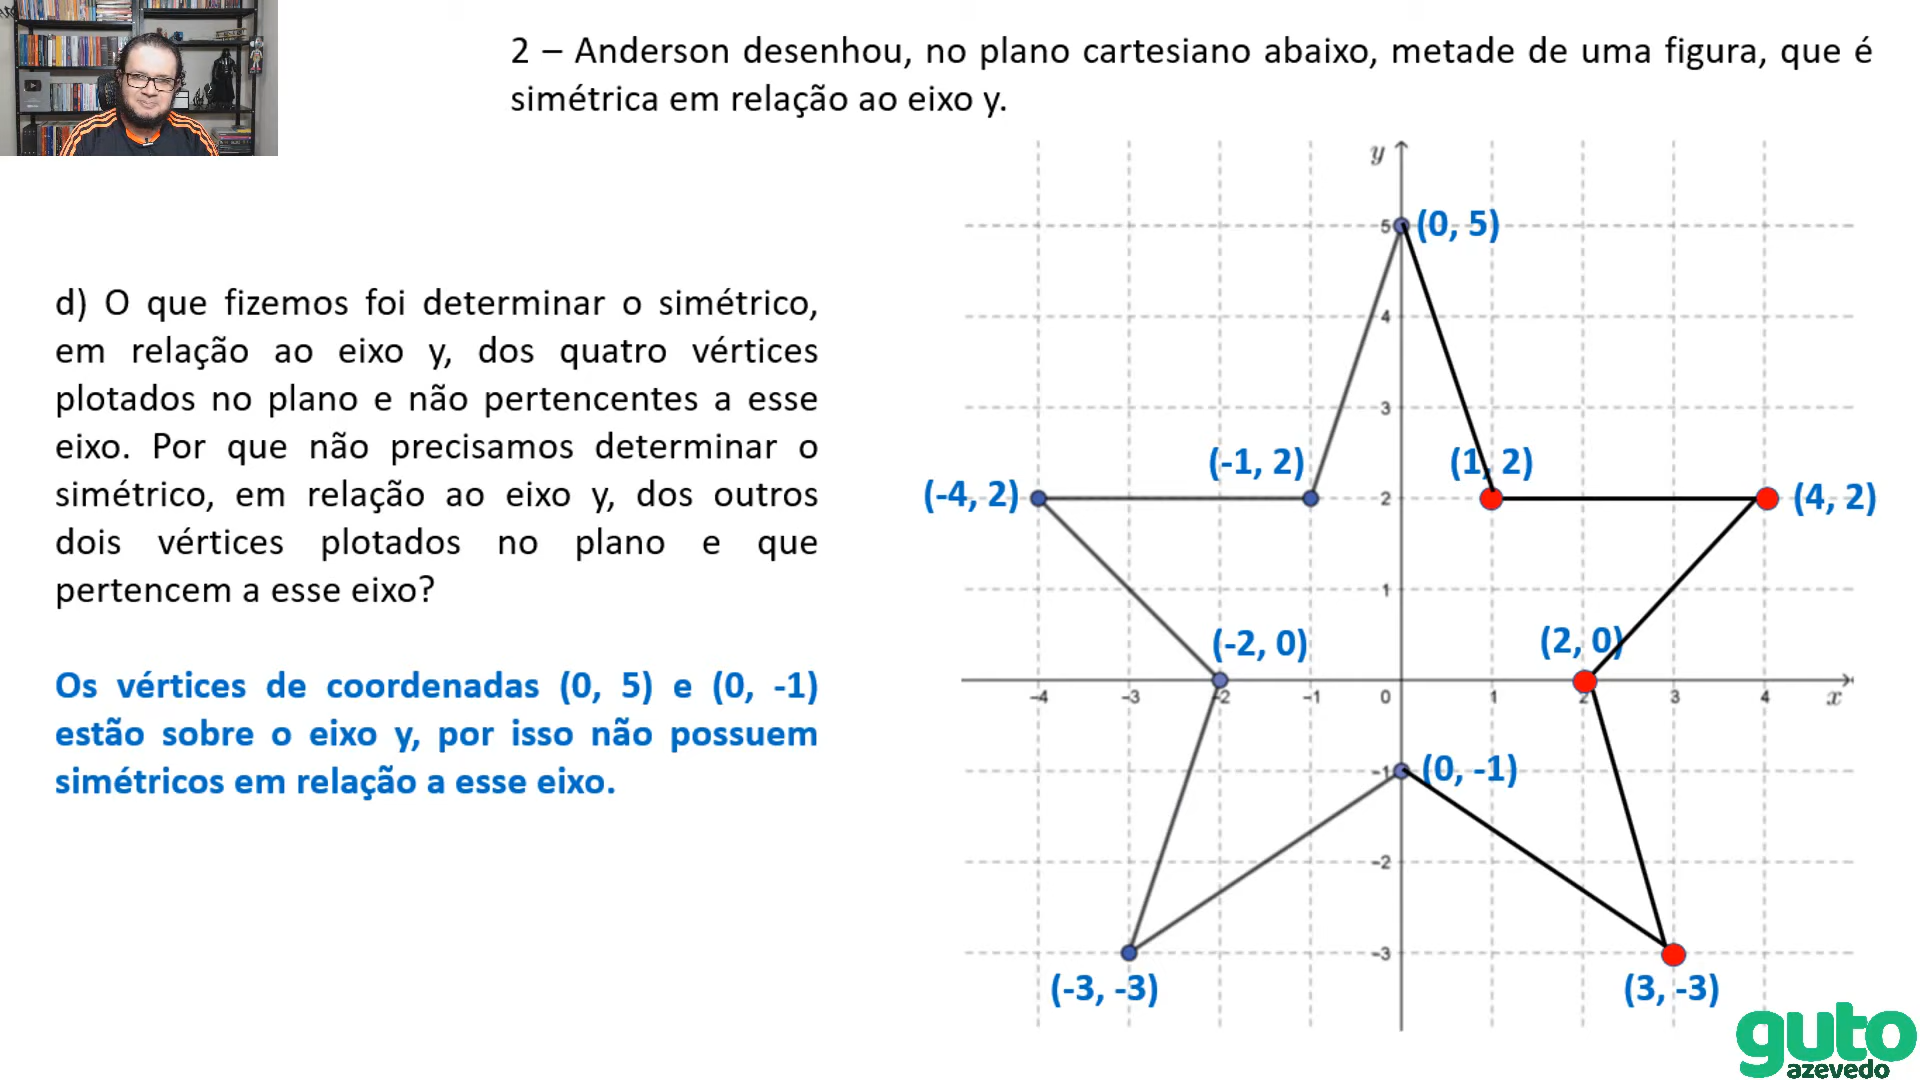 2 – Anderson desenhou, no plano cartesiano abaixo, metade de uma figura, que é
simétrica em relação ao eixo y.
d) O que fizemos foi determinar o simétrico,
em relação ao eixo y, dos quatro vértices
plotados no plano e não pertencentes a esse
eixo. Por que não precisamos determinar o
simétrico, em relação ao eixo y, dos outros
dois vértices plotados no plano e que
pertencem a esse eixo?
Os vértices de coordenadas (0, 5) e (0, -1)
estão sobre o eixo y, por isso não possuem
simétricos em relação a esse eixo.
y
5 (0, 5)
4
3
(-1, 2) (1, 2)
(-4, 2) 2 (4, 2)
1
(-2, 0) (2, 0)
-4 -3 -2 -1 0 1 2 3 4 x
-1 (0, -1)
-2
-3
(-3, -3) (3, -3)
guto
azevedo